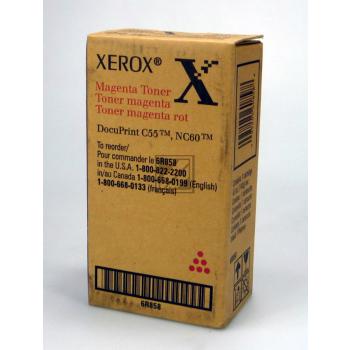 XEROX®
Magenta Toner
Toner magenta
Toner magenta rot
DocuPrint C55™, NC60™
To reorder/
Pour commander le 6R858
in the U.S.A. 1-800-822-2200
in/au Canada 1-800-668-0199 (English)
1-800-668-0133 (français)
6R858